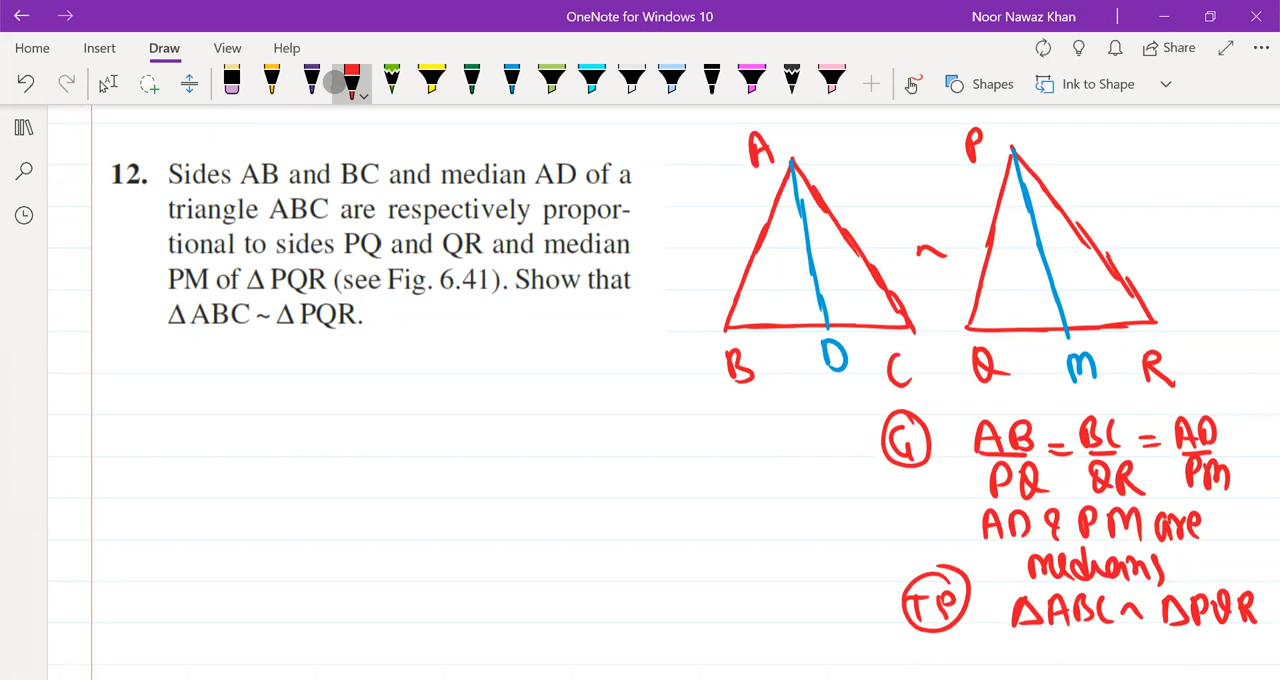 OneNote for Windows 10
Noor Nawaz Khan
Home Insert Draw View Help
Share
Shapes
Ink to Shape
12. Sides AB and BC and median AD of a
triangle ABC are respectively propor-
tional to sides PQ and QR and median
PM of Δ PQR (see Fig. 6.41). Show that
Δ ABC ~ Δ PQR.
A P
~
B D C Q M R
G AB/PQ = BC/QR = AD/PM
AD & PM are
medians
TP ΔABC ~ ΔPQR